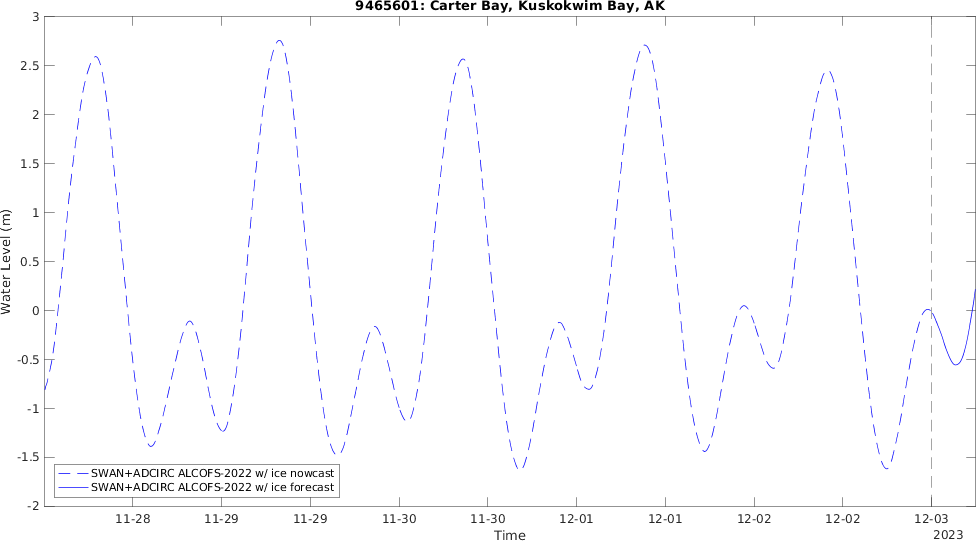 9465601: Carter Bay, Kuskokwim Bay, AK
3
2.5
2
1.5
1
0.5
0
-0.5
-1
-1.5
-2
Water Level (m)
SWAN+ADCIRC ALCOFS-2022 w/ ice nowcast
SWAN+ADCIRC ALCOFS-2022 w/ ice forecast
11-28 11-29 11-29 11-30 11-30 12-01 12-01 12-02 12-02 12-03
Time
2023